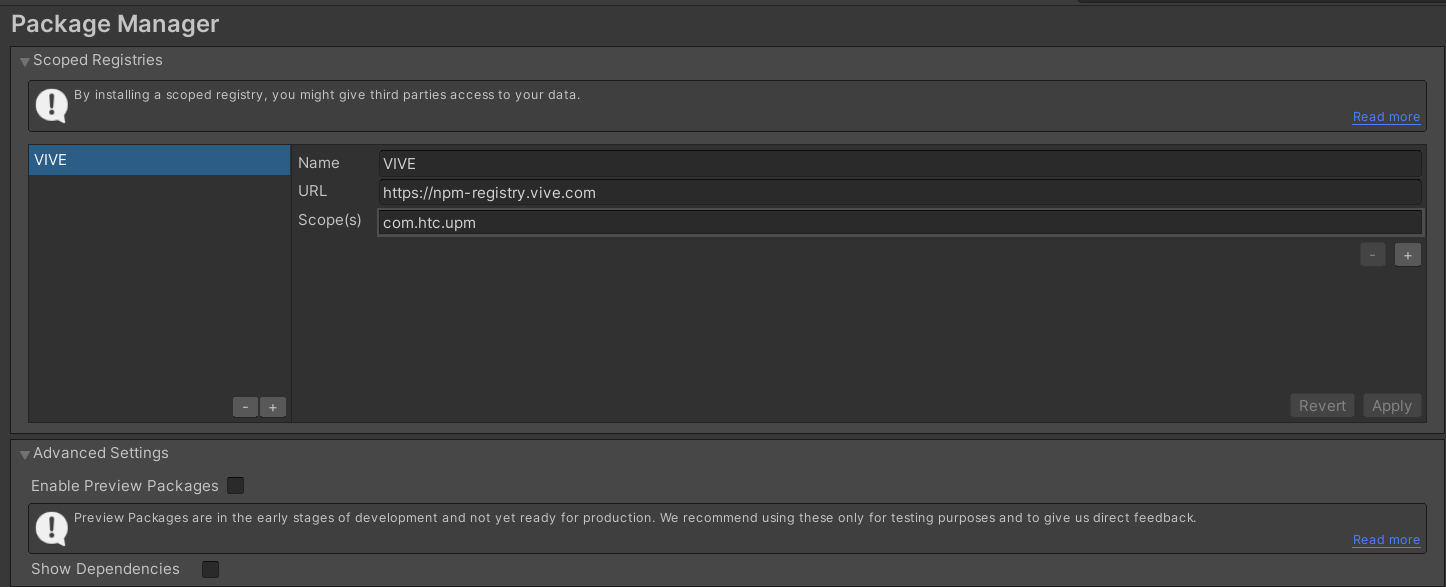 Package Manager
Scoped Registries
By installing a scoped registry, you might give third parties access to your data.
Read more
VIVE
Name VIVE
URL https://npm-registry.vive.com
Scope(s) com.htc.upm
- +
- +
Revert Apply
Advanced Settings
Enable Preview Packages
Preview Packages are in the early stages of development and not yet ready for production. We recommend using these only for testing purposes and to give us direct feedback.
Read more
Show Dependencies